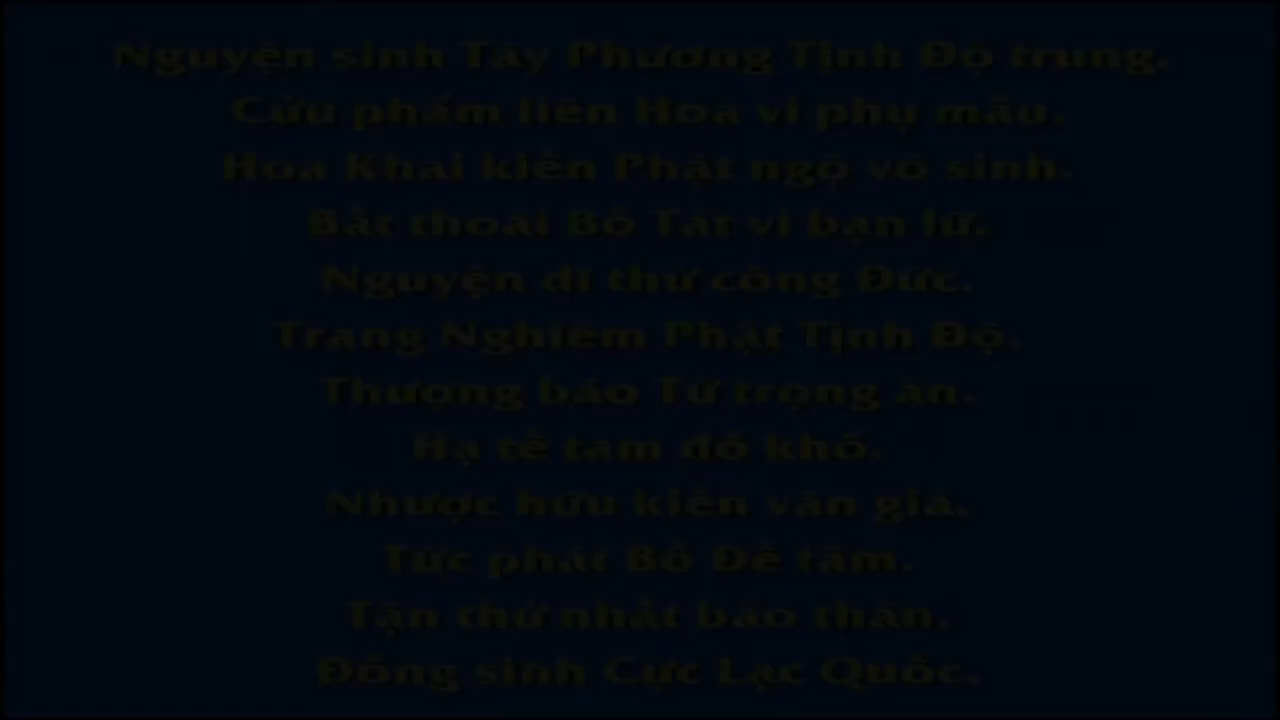 Nguyện sinh Tây Phương Tịnh Độ trung.
Cửu phẩm liên Hoa vi phụ mẫu.
Hoa Khai kiến Phật ngộ vô sinh.
Bất thoái Bồ Tát vi bạn lữ.
Nguyện dĩ thử công Đức.
Trang Nghiêm Phật Tịnh Độ.
Thượng báo Tứ trọng ân.
Hạ tế tam đồ khổ.
Nhược hữu kiến văn giả.
Tức phát Bồ Đề tâm.
Tận thử nhất báo thân.
Đồng sinh Cực Lạc Quốc.